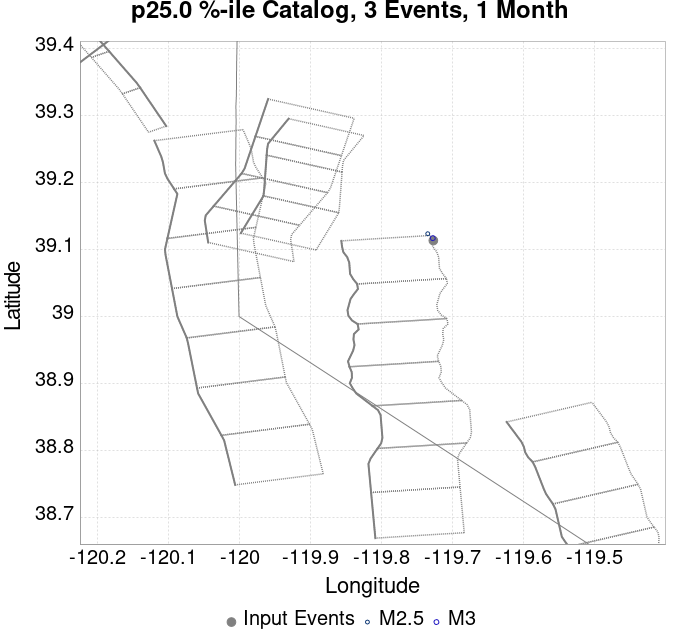 p25.0 %-ile Catalog, 3 Events, 1 Month
39.4
39.3
39.2
39.1
39
38.9
38.8
38.7
Latitude
-120.2 -120.1 -120 -119.9 -119.8 -119.7 -119.6 -119.5
Longitude
Input Events M2.5 M3